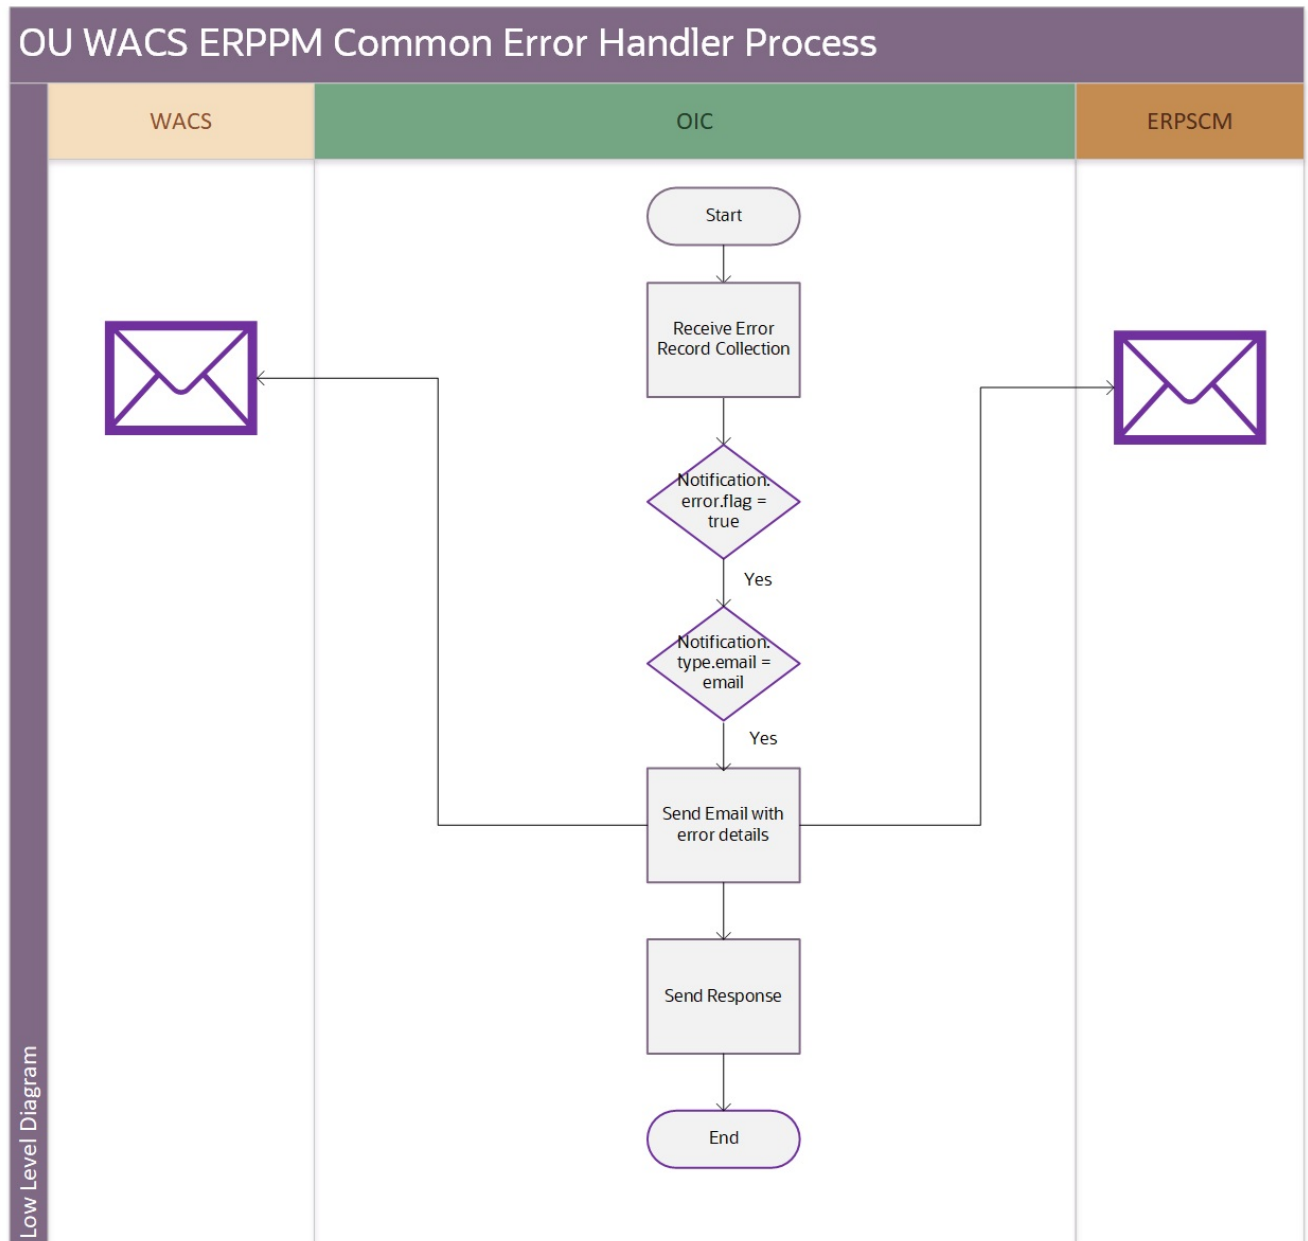 OU WACS ERPPM Common Error Handler Process
WACS
OIC
ERPSCM
Start
Receive Error
Record Collection
Notification.
error.flag =
true
Yes
Notification.
type.email =
email
Yes
Send Email with
error details
Send Response
End
Low Level Diagram